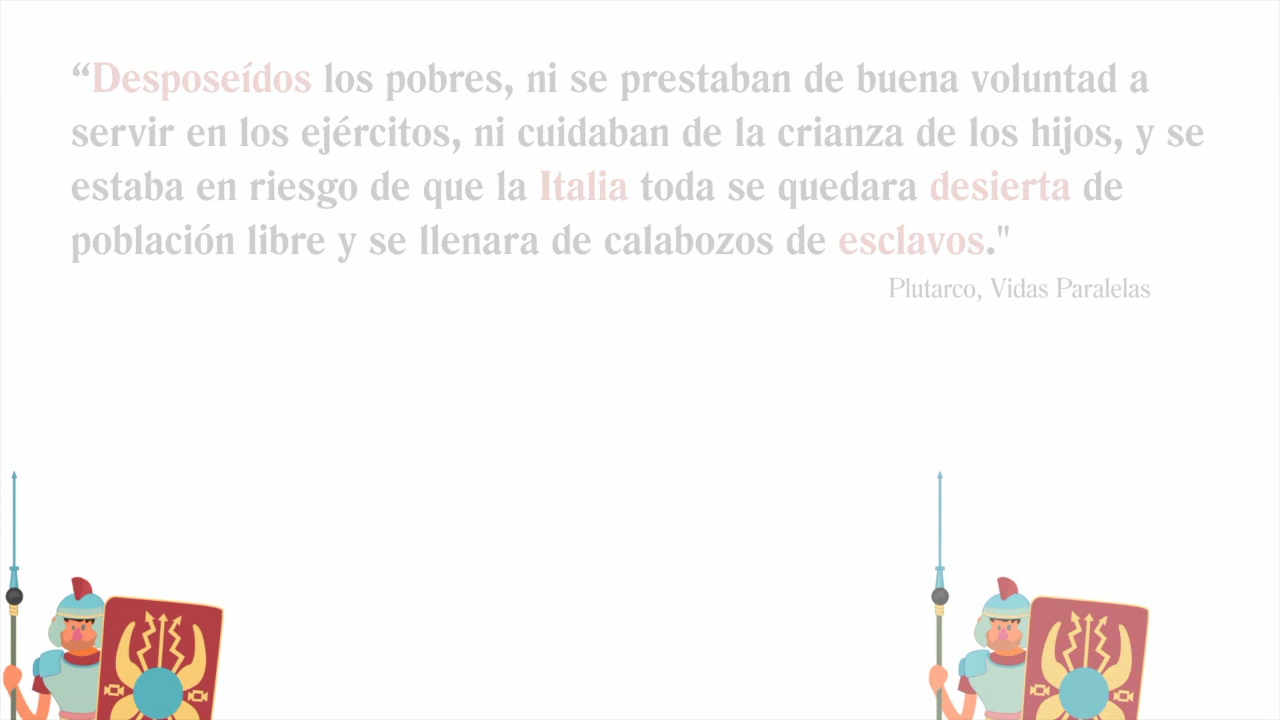 “Desposeídos los pobres, ni se prestaban de buena voluntad a
servir en los ejércitos, ni cuidaban de la crianza de los hijos, y se
estaba en riesgo de que la Italia toda se quedara desierta de
población libre y se llenara de calabozos de esclavos."
Plutarco, Vidas Paralelas